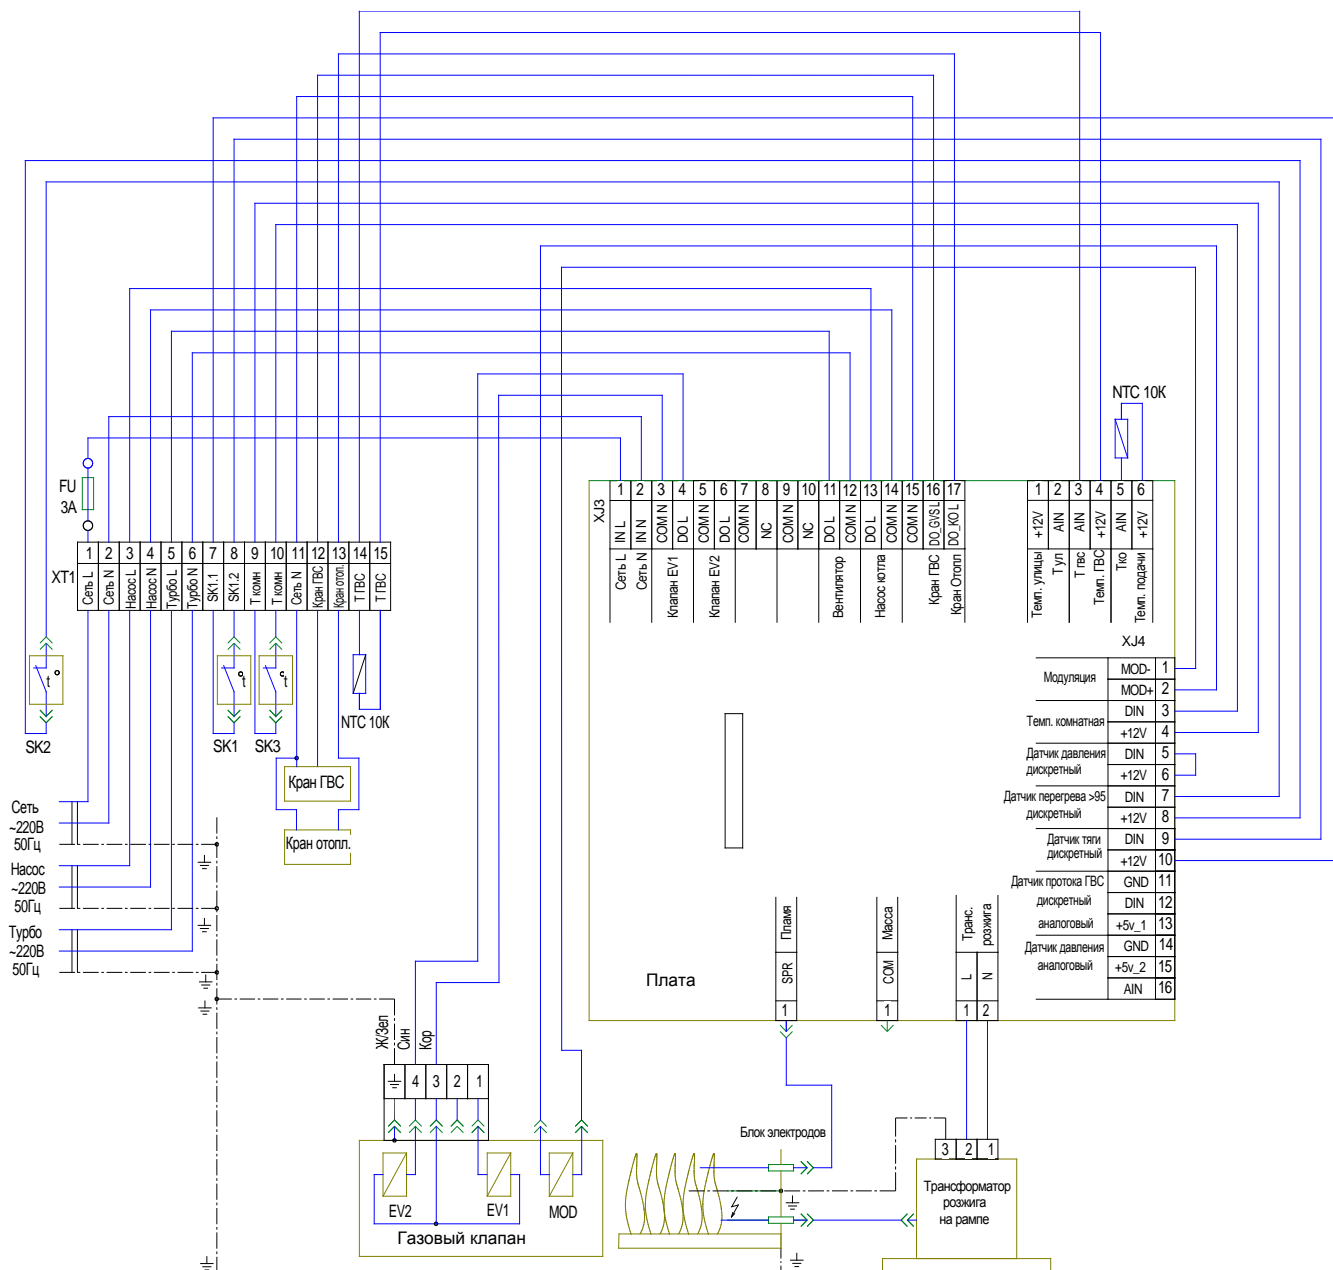 NTC 10K
FU
3A
XT1
1 2 3 4 5 6 7 8 9 10 11 12 13 14 15
Сеть L
Сеть N
Насос L
Насос N
Турбо L
Турбо N
SK1.1
SK1.2
Т комн
Т комн
Сеть N
Кран ГВС
Кран отоп.
Т ГВС
Т ГВС
XJ3
1 2 3 4 5 6 7 8 9 10 11 12 13 14 15 16 17
IN L
IN N
COM N
DO L
COM N
DO L
COM N
NC
COM N
NC
DO L
COM N
DO L
COM N
COM N
DO_GVS L
DO_KO L
Сеть L
Сеть N
Клапан EV1
Клапан EV2
Вентилятор
Насос котла
Кран ГВС
Кран Отопл
1 2 3 4 5 6
+12V
AIN
AIN
+12V
AIN
+12V
Темп. улицы
Т ул
Т гвс
Темп. ГВС
Тко
Темп. подачи
XJ4
Модуляция
MOD- 1
MOD+ 2
Темп. комнатная
DIN 3
+12V 4
Датчик давления
дискретный
DIN 5
+12V 6
Датчик перегрева >95
дискретный
DIN 7
+12V 8
Датчик тяги
дискретный
DIN 9
+12V 10
Датчик протока ГВС
дискретный
аналоговый
GND 11
DIN 12
+5v_1 13
Датчик давления
аналоговый
GND 14
+5v_2 15
AIN 16
t°
SK2
t°
SK1
t°
SK3
NTC 10K
Кран ГВС
Кран отопл.
Сеть
~220В
50Гц
Насос
~220В
50Гц
Турбо
~220В
50Гц
Плата
Пламя
SPR
1
Масса
COM
1
Транс.
розжига
L
N
1 2
Ж/Зел
Син
Кор
4 3 2 1
EV2
EV1
MOD
Газовый клапан
Блок электродов
3 2 1
Трансформатор
розжига
на рампе